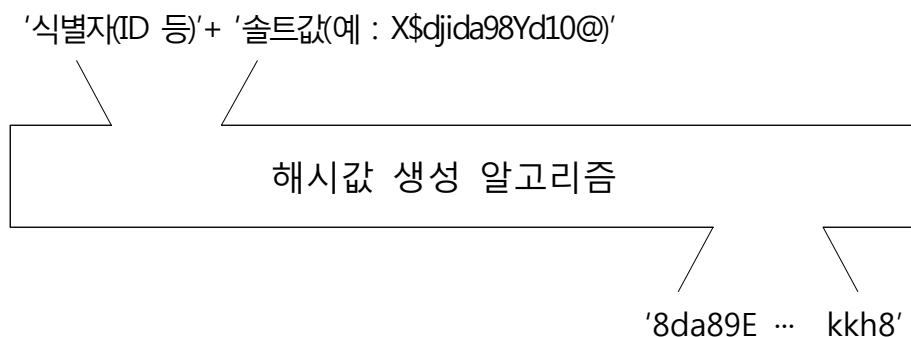 '식별자(ID 등)'+ '솔트값(예 : X$djida98Yd10@)'
해시값 생성 알고리즘
'8da89E … kkh8'